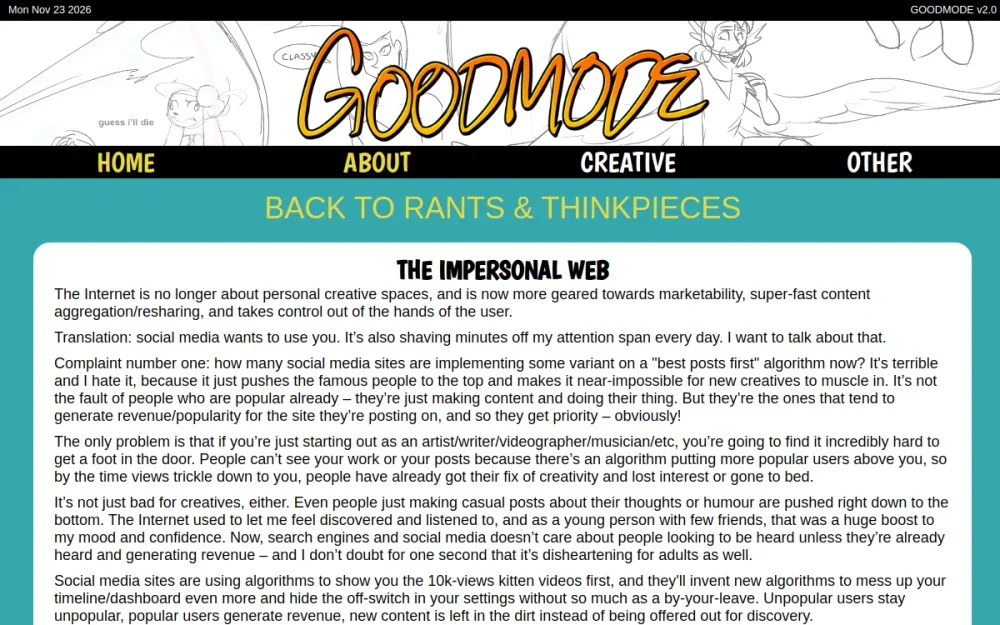 Mon Nov 23 2026
GOODMODE v2.0
CLASSY
GOODMODE
guess i'll die
HOME
ABOUT
CREATIVE
OTHER
BACK TO RANTS & THINKPIECES
THE IMPERSONAL WEB
The Internet is no longer about personal creative spaces, and is now more geared towards marketability, super-fast content
aggregation/resharing, and takes control out of the hands of the user.
Translation: social media wants to use you. It’s also shaving minutes off my attention span every day. I want to talk about that.
Complaint number one: how many social media sites are implementing some variant on a "best posts first" algorithm now? It's terrible
and I hate it, because it just pushes the famous people to the top and makes it near-impossible for new creatives to muscle in. It’s not
the fault of people who are popular already – they’re just making content and doing their thing. But they’re the ones that tend to
generate revenue/popularity for the site they’re posting on, and so they get priority – obviously!
The only problem is that if you’re just starting out as an artist/writer/videographer/musician/etc, you’re going to find it incredibly hard to
get a foot in the door. People can’t see your work or your posts because there’s an algorithm putting more popular users above you, so
by the time views trickle down to you, people have already got their fix of creativity and lost interest or gone to bed.
It’s not just bad for creatives, either. Even people just making casual posts about their thoughts or humour are pushed right down to the
bottom. The Internet used to let me feel discovered and listened to, and as a young person with few friends, that was a huge boost to
my mood and confidence. Now, search engines and social media doesn’t care about people looking to be heard unless they’re already
heard and generating revenue – and I don’t doubt for one second that it’s disheartening for adults as well.
Social media sites are using algorithms to show you the 10k-views kitten videos first, and they'll invent new algorithms to mess up your
timeline/dashboard even more and hide the off-switch in your settings without so much as a by-your-leave. Unpopular users stay
unpopular, popular users generate revenue, new content is left in the dirt instead of being offered out for discovery.